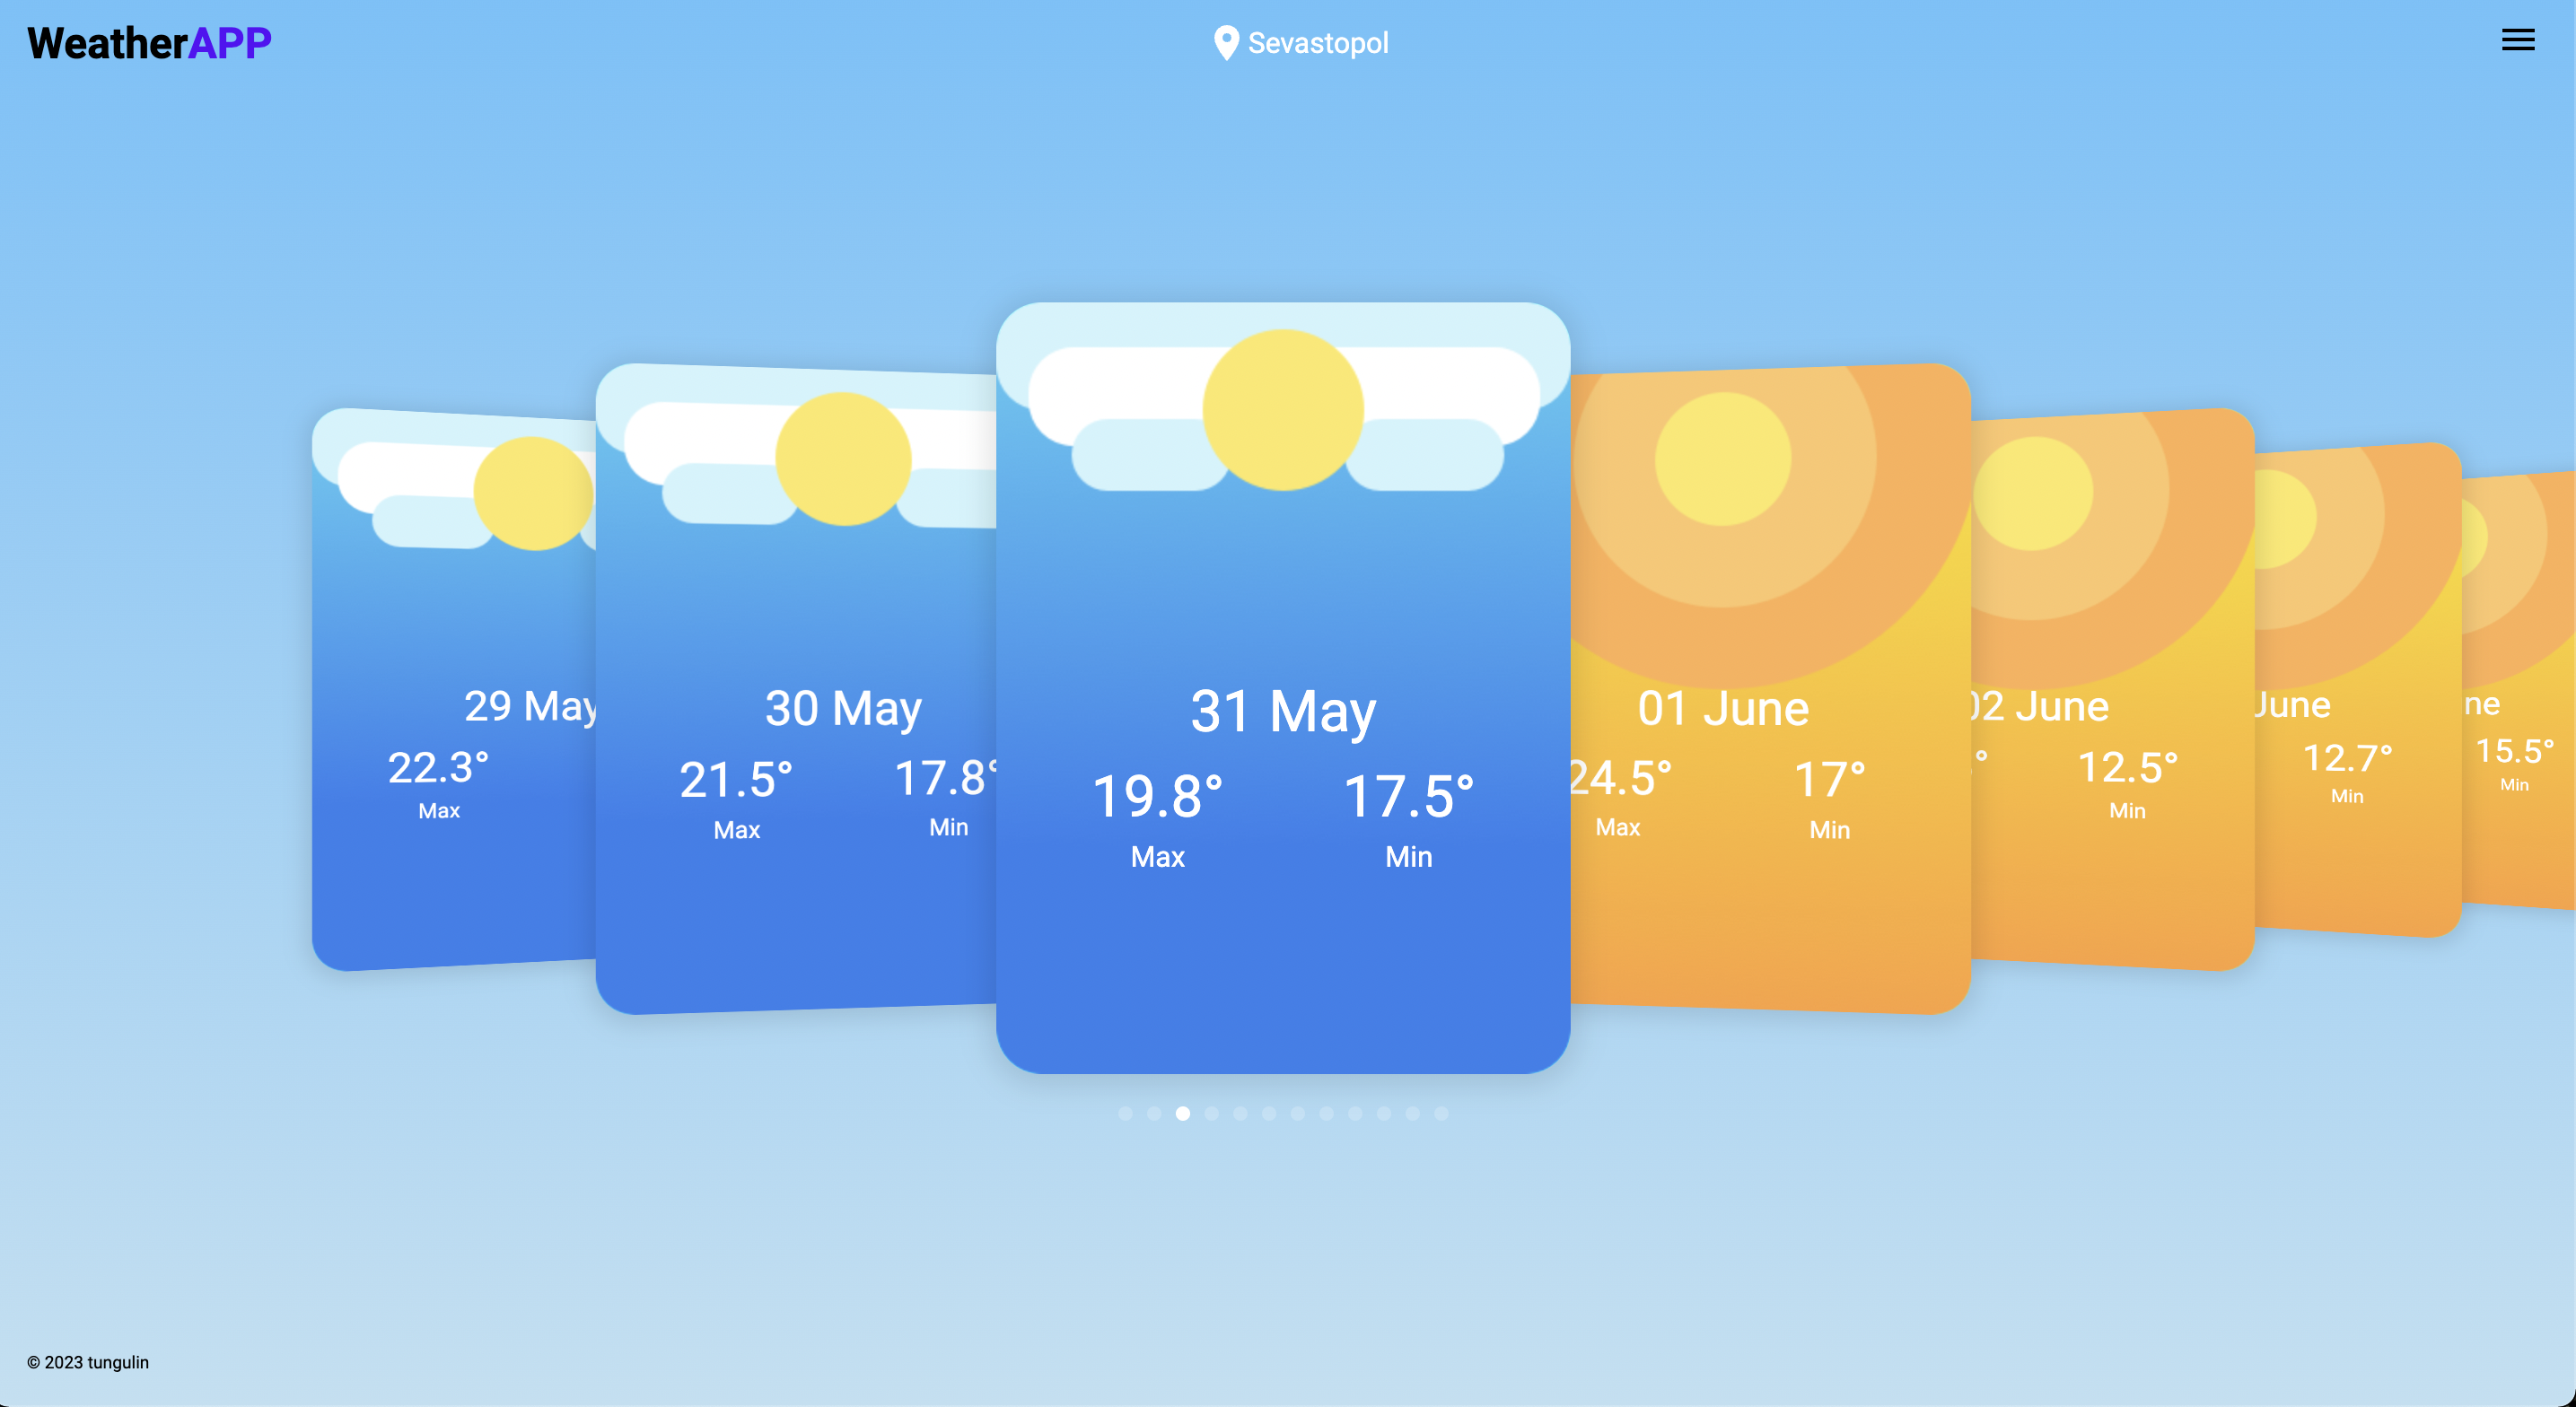 WeatherAPP
Sevastopol
29 May
22.3°
Max
30 May
21.5° 17.8°
Max Min
31 May
19.8° 17.5°
Max Min
01 June
24.5° 17°
Max Min
02 June
12.5°
Min
June
12.7°
Min
15.5°
Min
© 2023 tungulin